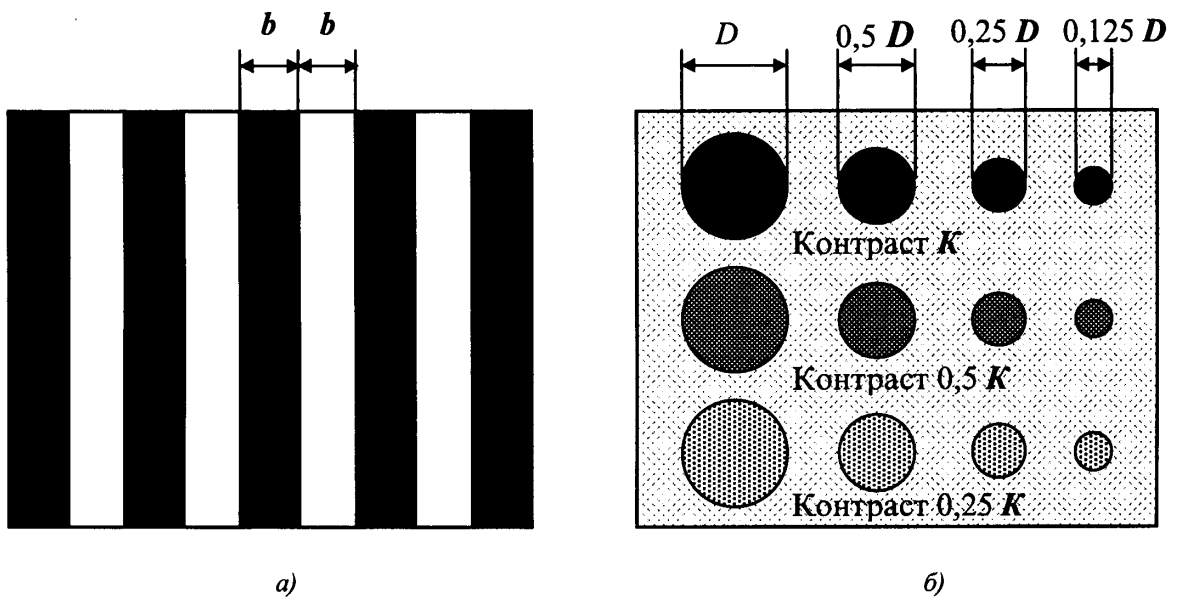 b b
D 0,5 D 0,25 D 0,125 D
Контраст K
Контраст 0,5 K
Контраст 0,25 K
а) б)